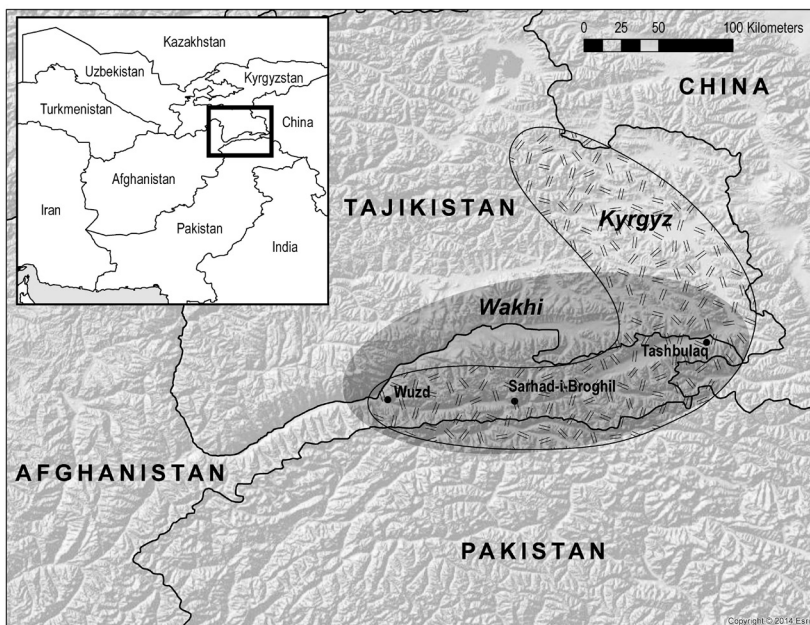 Kazakhstan
Uzbekistan
Kyrgyzstan
Turkmenistan
China
Afghanistan
Iran
Pakistan
India
0 25 50 100 Kilometers
CHINA
TAJIKISTAN
Kyrgyz
Wakhi
Tashbulaq
Wuzd
Sarhad-i-Broghil
AFGHANISTAN
PAKISTAN
Copyright © 2014 Esri